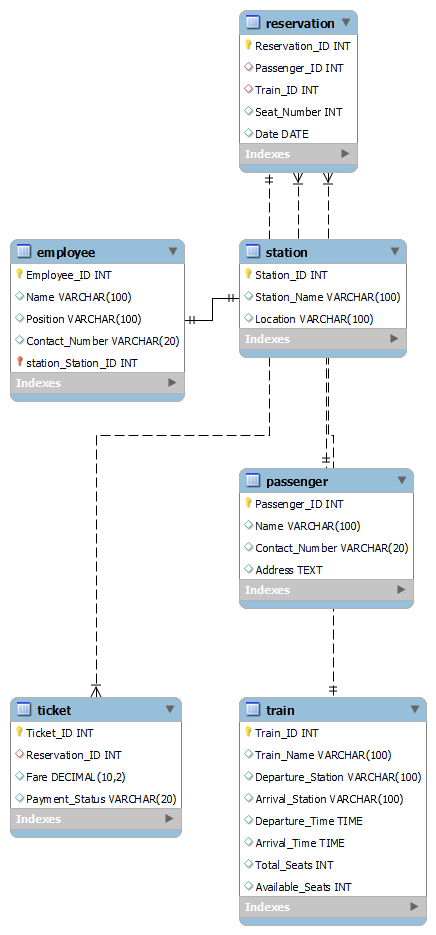 reservation
Reservation_ID INT
Passenger_ID INT
Train_ID INT
Seat_Number INT
Date DATE
Indexes
employee
Employee_ID INT
Name VARCHAR(100)
Position VARCHAR(100)
Contact_Number VARCHAR(20)
station_Station_ID INT
Indexes
station
Station_ID INT
Station_Name VARCHAR(100)
Location VARCHAR(100)
Indexes
passenger
Passenger_ID INT
Name VARCHAR(100)
Contact_Number VARCHAR(20)
Address TEXT
Indexes
ticket
Ticket_ID INT
Reservation_ID INT
Fare DECIMAL(10,2)
Payment_Status VARCHAR(20)
Indexes
train
Train_ID INT
Train_Name VARCHAR(100)
Departure_Station VARCHAR(100)
Arrival_Station VARCHAR(100)
Departure_Time TIME
Arrival_Time TIME
Total_Seats INT
Available_Seats INT
Indexes